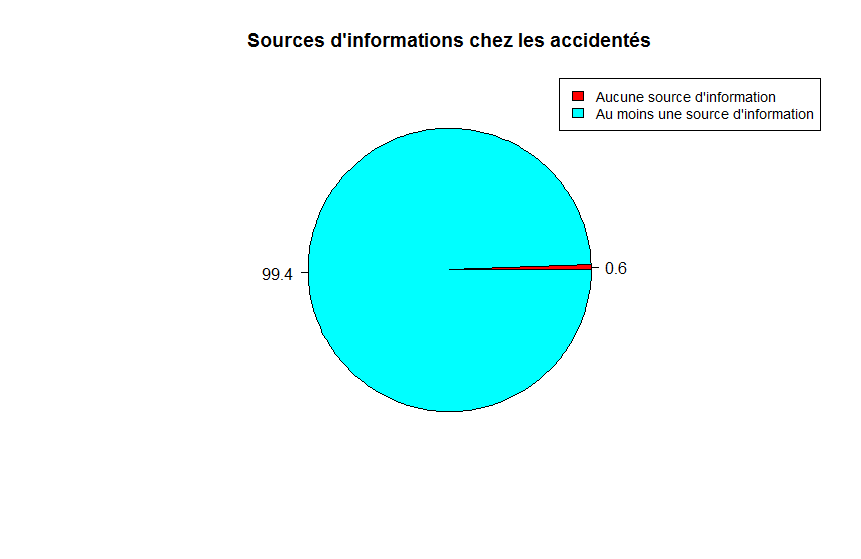 Sources d'informations chez les accidentés
Aucune source d'information
Au moins une source d'information
99.4
0.6